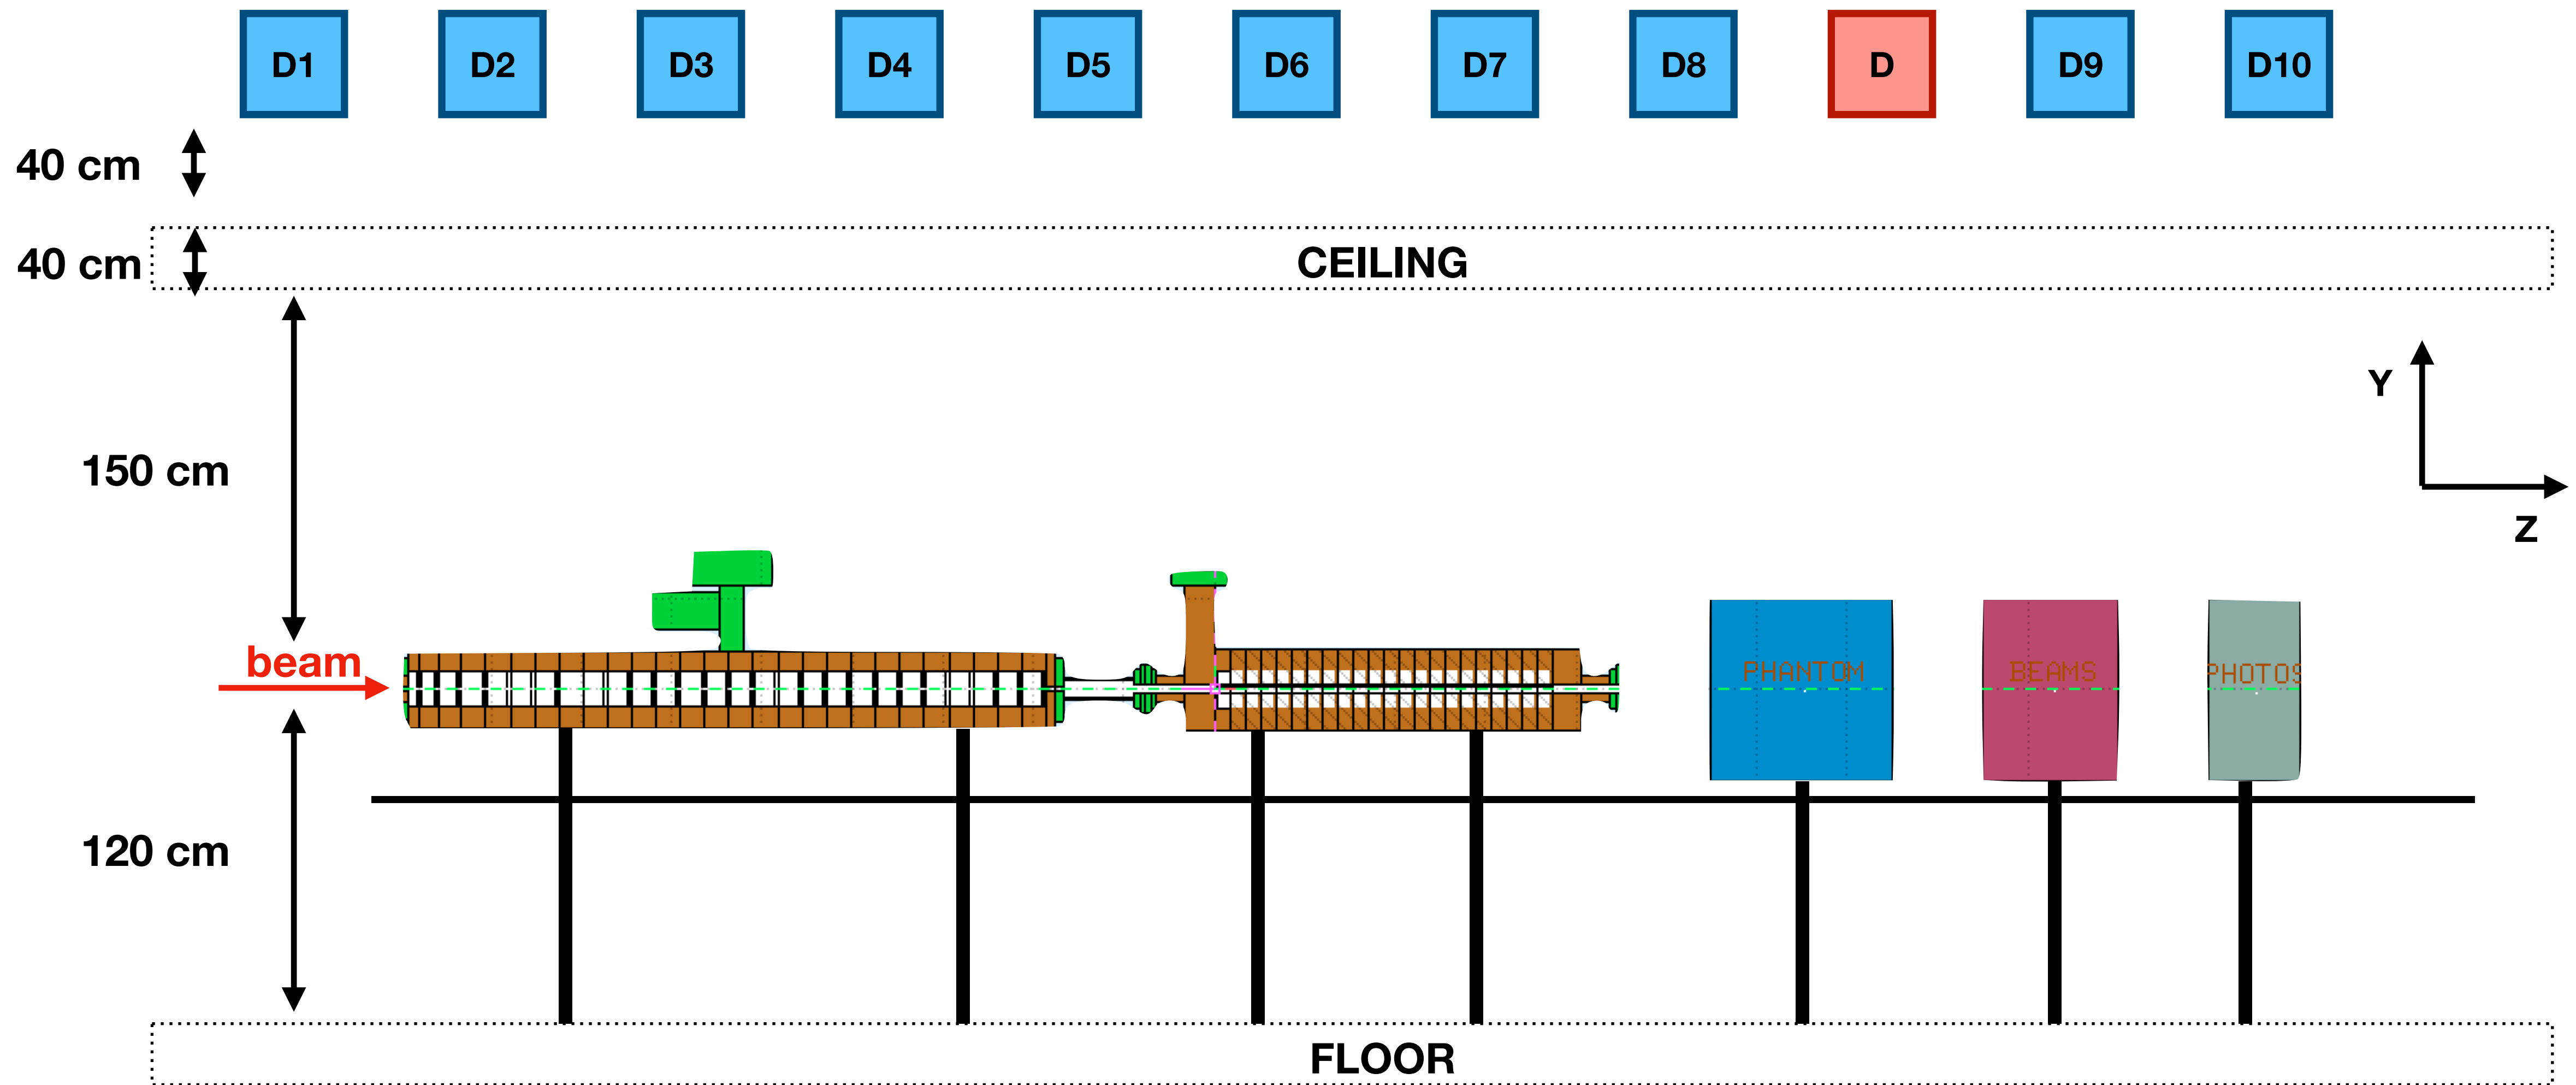 D1 D2 D3 D4 D5 D6 D7 D8 D D9 D10
40 cm
40 cm
CEILING
150 cm
Y
Z
beam
PHANTOM
BEAMS
PHOTOS
120 cm
FLOOR